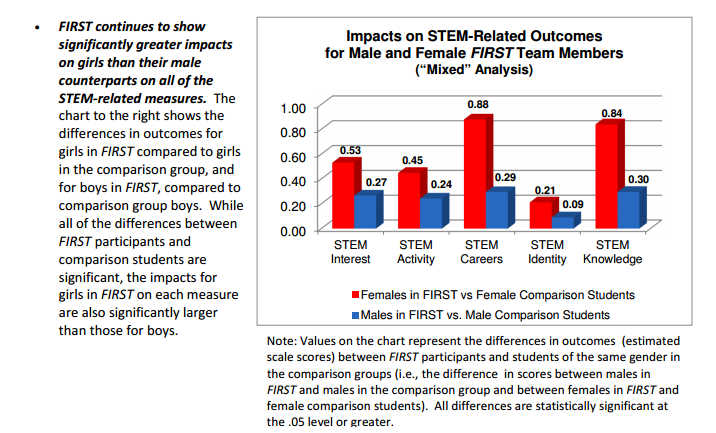 • FIRST continues to show
significantly greater impacts
on girls than their male
counterparts on all of the
STEM-related measures. The
chart to the right shows the
differences in outcomes for
girls in FIRST compared to girls
in the comparison group, and
for boys in FIRST, compared to
comparison group boys. While
all of the differences between
FIRST participants and
comparison students are
significant, the impacts for
girls in FIRST on each measure
are also significantly larger
than those for boys.
Impacts on STEM-Related Outcomes
for Male and Female FIRST Team Members
(“Mixed” Analysis)
1.00
0.80
0.60
0.40
0.20
0.00
0.53
0.27
0.45
0.24
0.88
0.29
0.21
0.09
0.84
0.30
STEM Interest
STEM Activity
STEM Careers
STEM Identity
STEM Knowledge
Females in FIRST vs Female Comparison Students
Males in FIRST vs. Male Comparison Students
Note: Values on the chart represent the differences in outcomes (estimated
scale scores) between FIRST participants and students of the same gender in
the comparison groups (i.e., the difference in scores between males in
FIRST and males in the comparison group and between females in FIRST and
female comparison students). All differences are statistically significant at
the .05 level or greater.